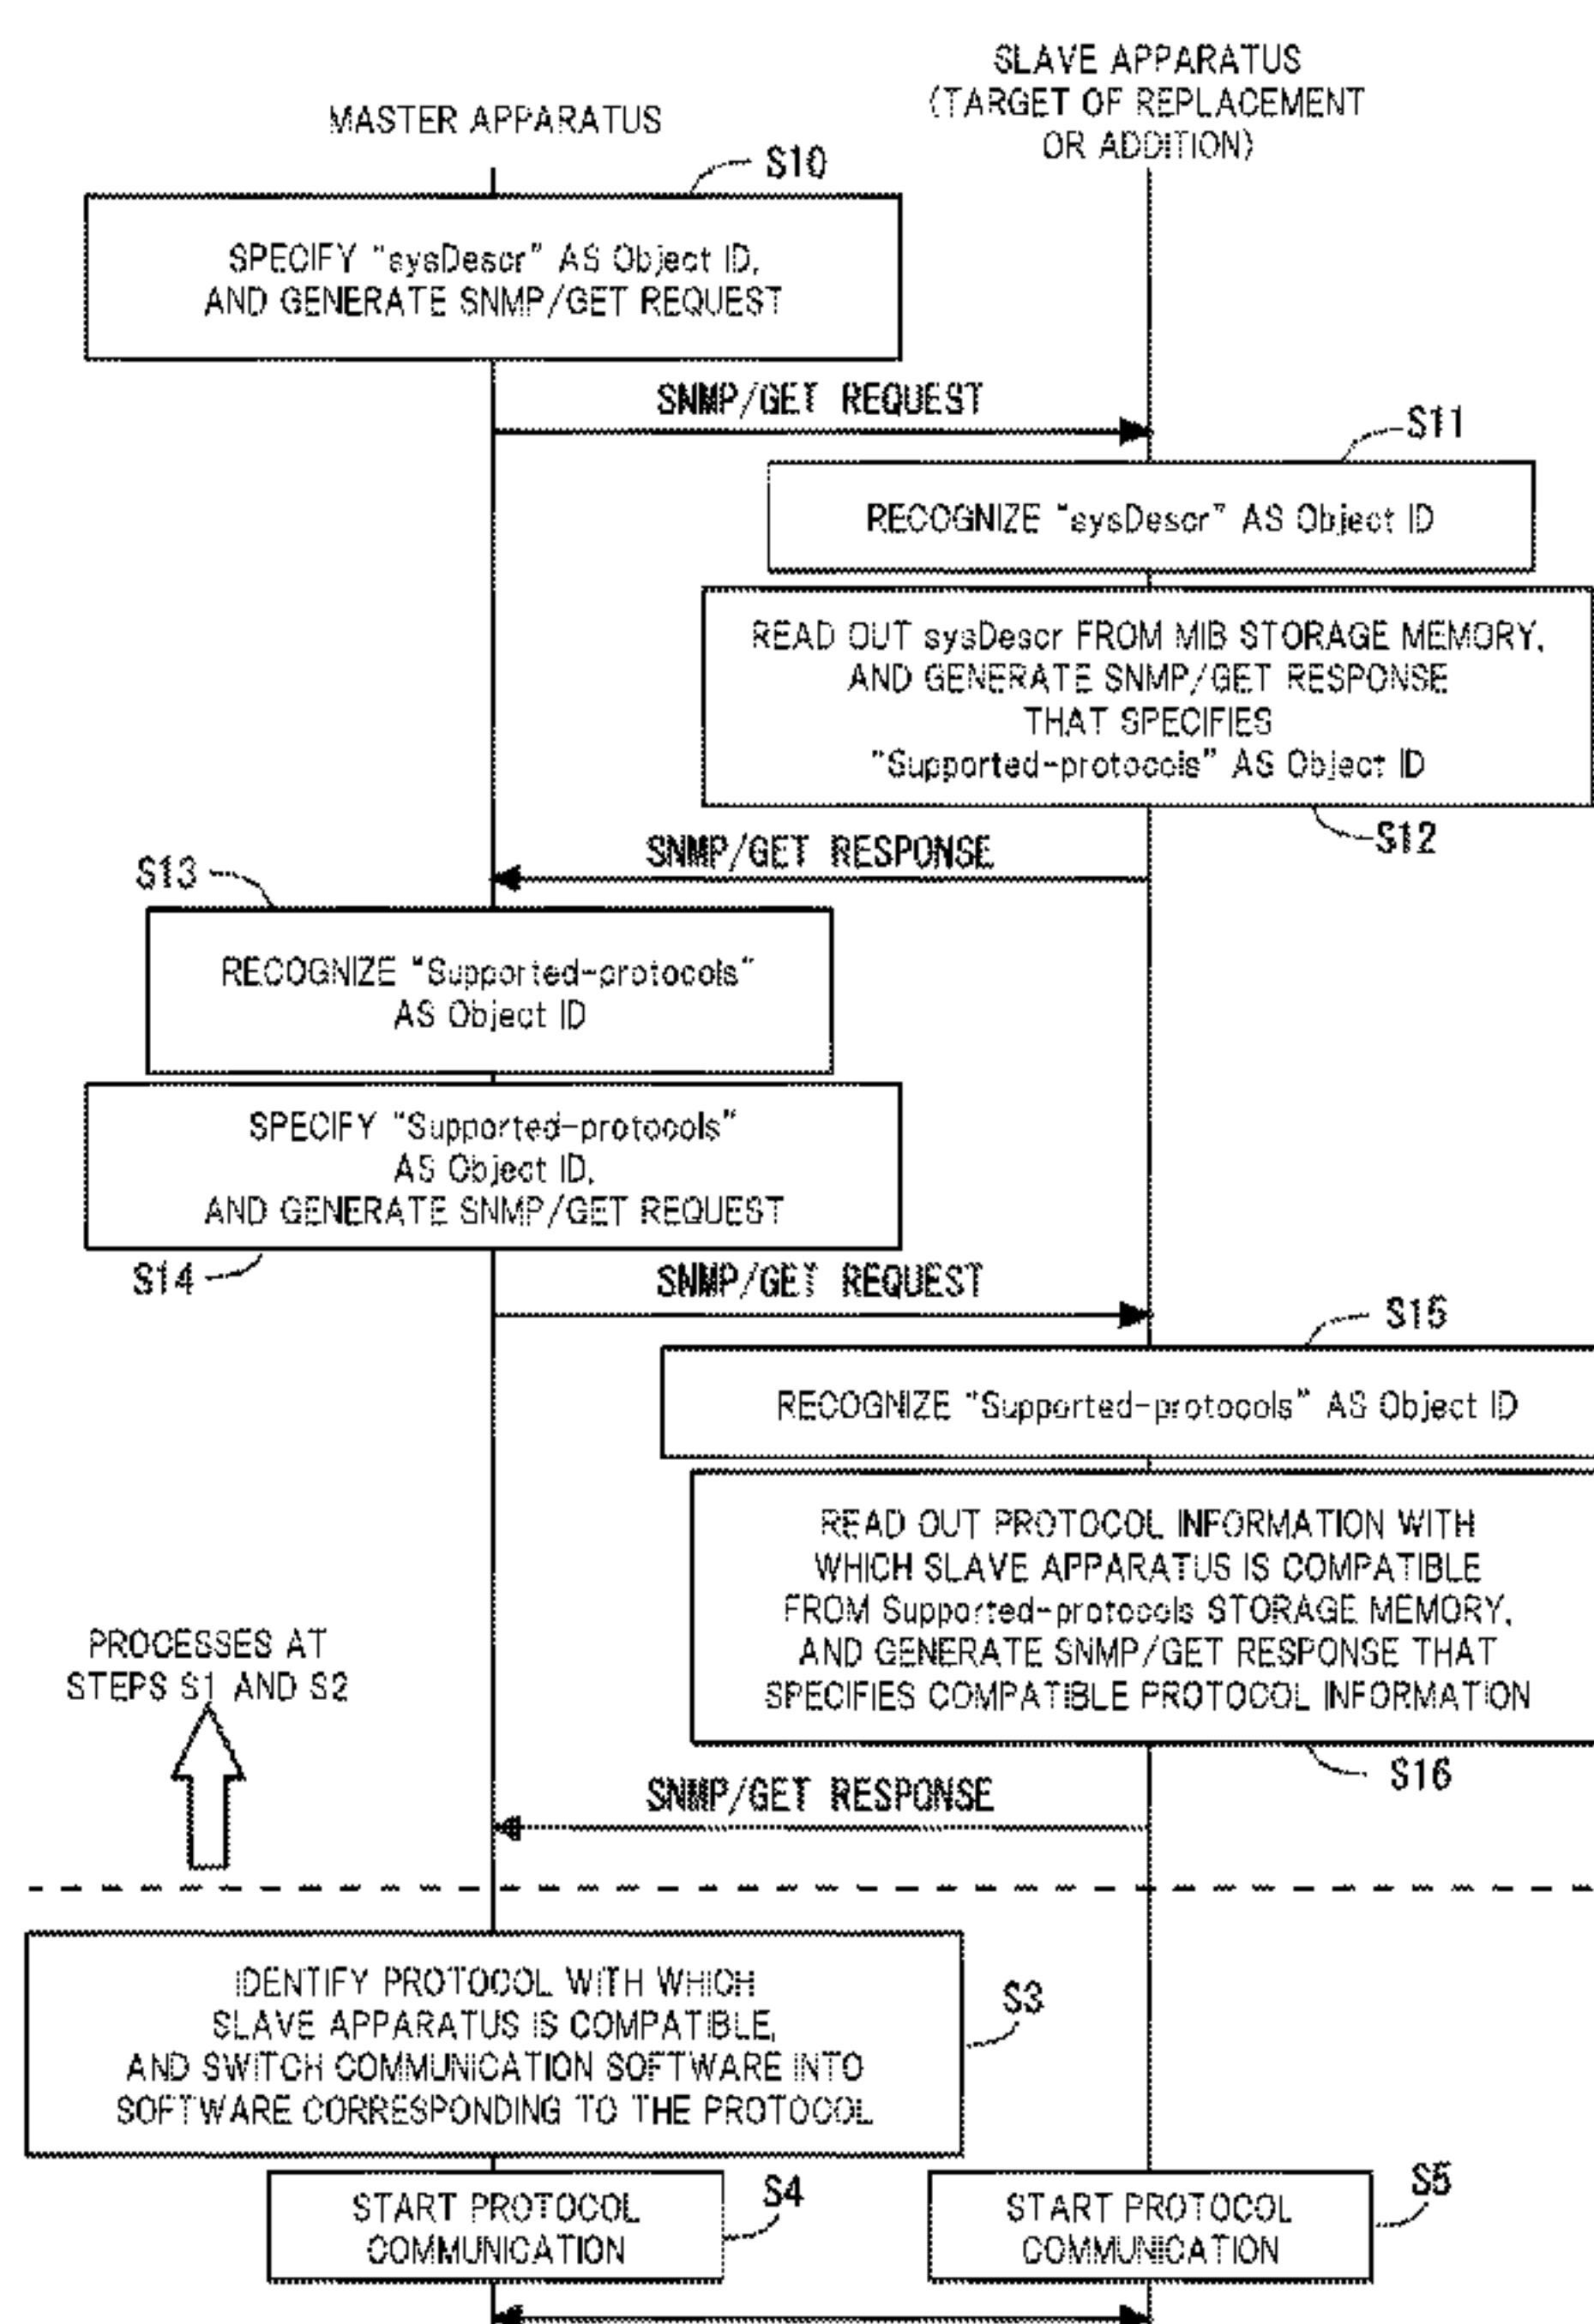 SLAVE APPARATUS
(TARGET OF REPLACEMENT
OR ADDITION)
MASTER APPARATUS
S10
SPECIFY "sysDescr" AS Object ID,
AND GENERATE SNMP/GET REQUEST
SNMP/GET REQUEST
S11
RECOGNIZE "sysDescr" AS Object ID
READ OUT sysDescr FROM MIB STORAGE MEMORY,
AND GENERATE SNMP/GET RESPONSE
THAT SPECIFIES
"Supported-protocols" AS Object ID
S12
SNMP/GET RESPONSE
S13
RECOGNIZE "Supported-protocols"
AS Object ID
SPECIFY "Supported-protocols"
AS Object ID,
AND GENERATE SNMP/GET REQUEST
S14
SNMP/GET REQUEST
S15
RECOGNIZE "Supported-protocols" AS Object ID
READ OUT PROTOCOL INFORMATION WITH
WHICH SLAVE APPARATUS IS COMPATIBLE
FROM Supported-protocols STORAGE MEMORY,
AND GENERATE SNMP/GET RESPONSE THAT
SPECIFIES COMPATIBLE PROTOCOL INFORMATION
S16
PROCESSES AT
STEPS S1 AND S2
SNMP/GET RESPONSE
IDENTIFY PROTOCOL WITH WHICH
SLAVE APPARATUS IS COMPATIBLE,
AND SWITCH COMMUNICATION SOFTWARE INTO
SOFTWARE CORRESPONDING TO THE PROTOCOL
S3
START PROTOCOL
COMMUNICATION
S4
START PROTOCOL
COMMUNICATION
S5